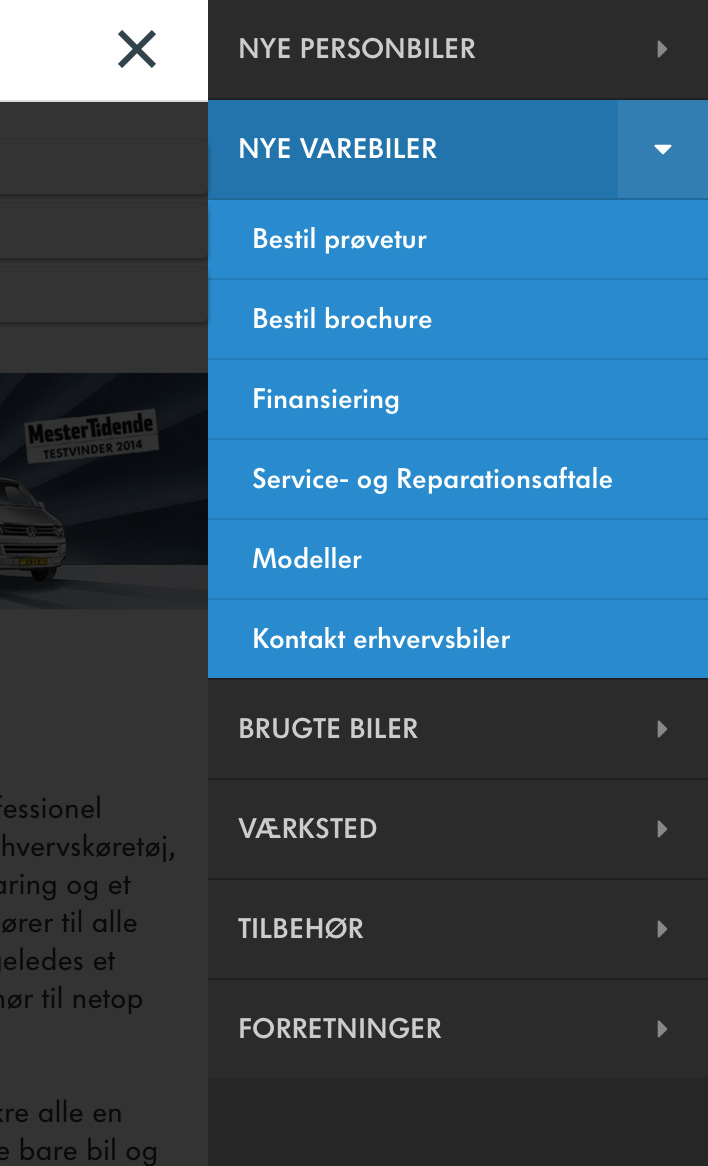 NYE PERSONBILER
NYE VAREBILER
Bestil prøvetur
Bestil brochure
Finansiering
Service- og Reparationsaftale
Modeller
Kontakt erhvervsbiler
BRUGTE BILER
VÆRKSTED
TILBEHØR
FORRETNINGER
MesterTidende
TESTVINDER 2014
fessionel
hvervskøretøj,
aring og et
ører til alle
geledes et
hør til netop
kre alle en
e bare bil og